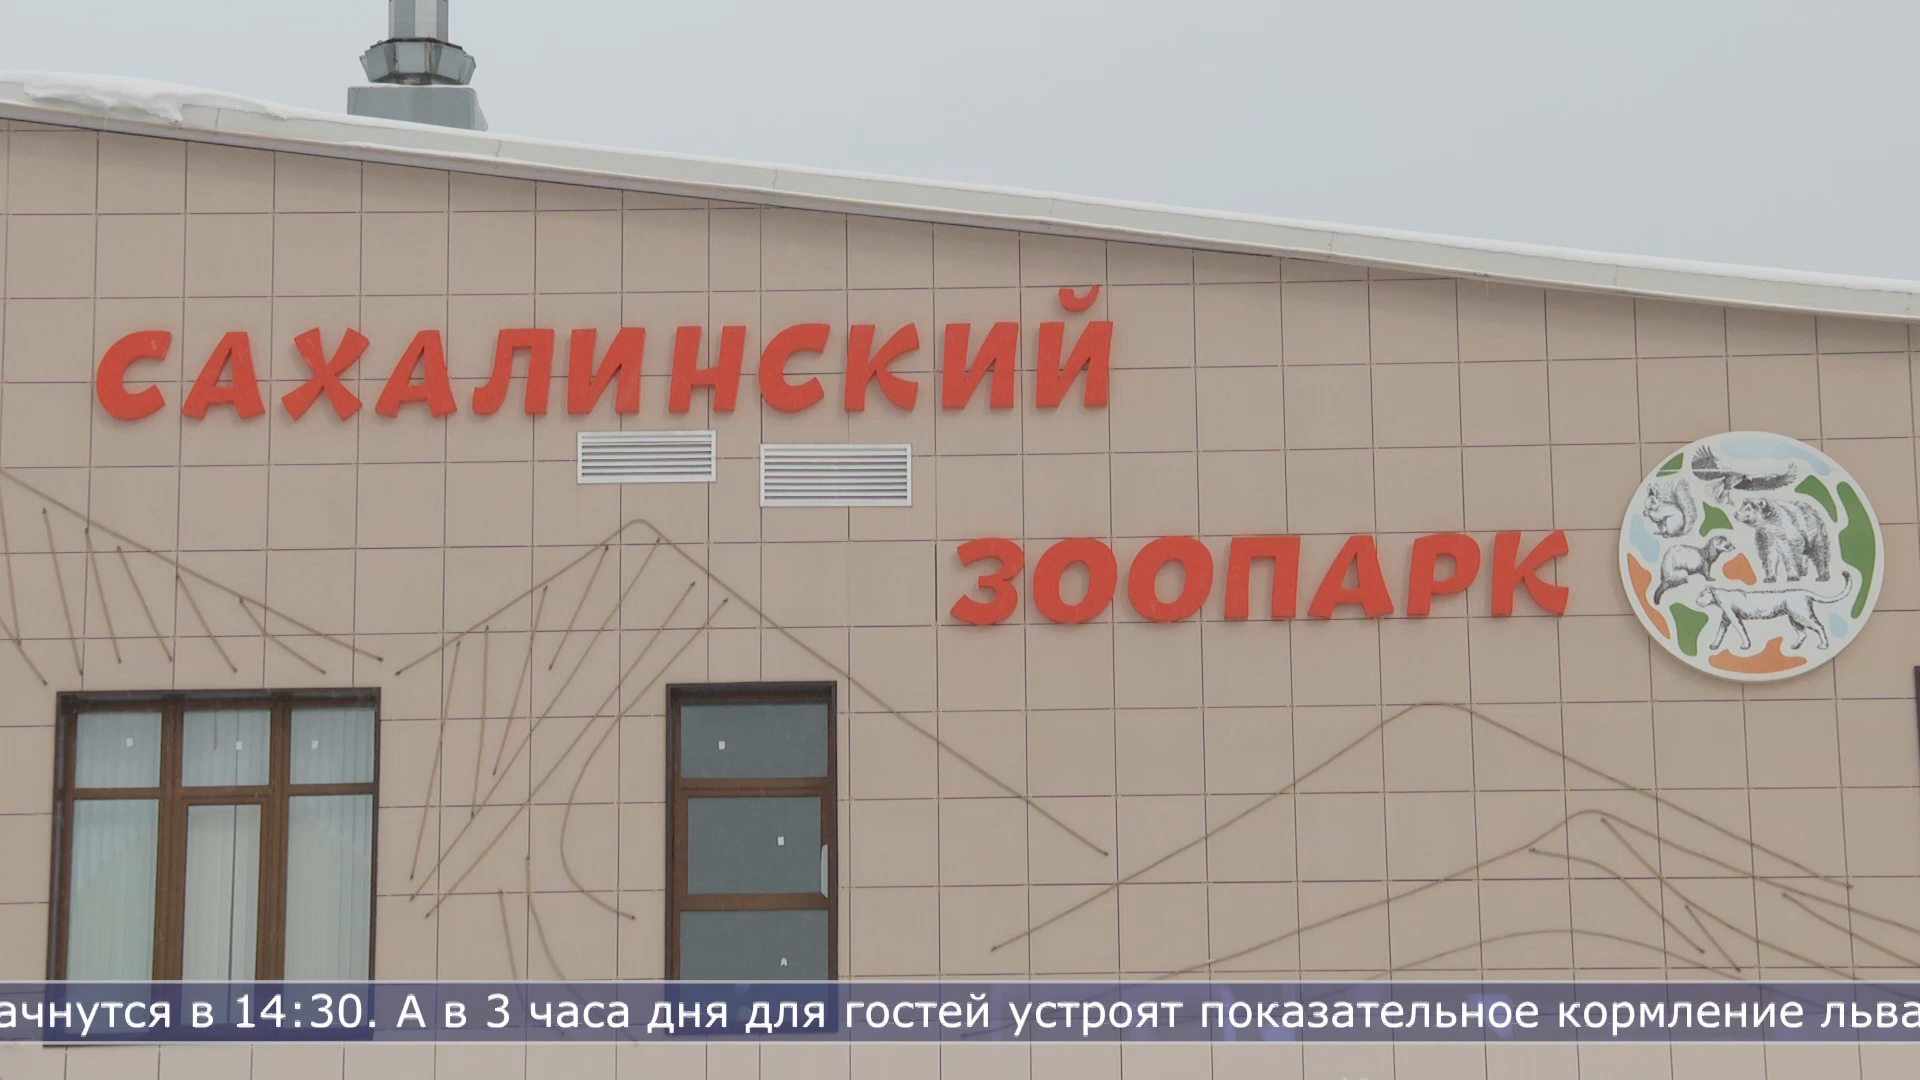 САХАЛИНСКИЙ
ЗООПАРК
ачнутся в 14:30. А в 3 часа дня для гостей устроят показательное кормление льва